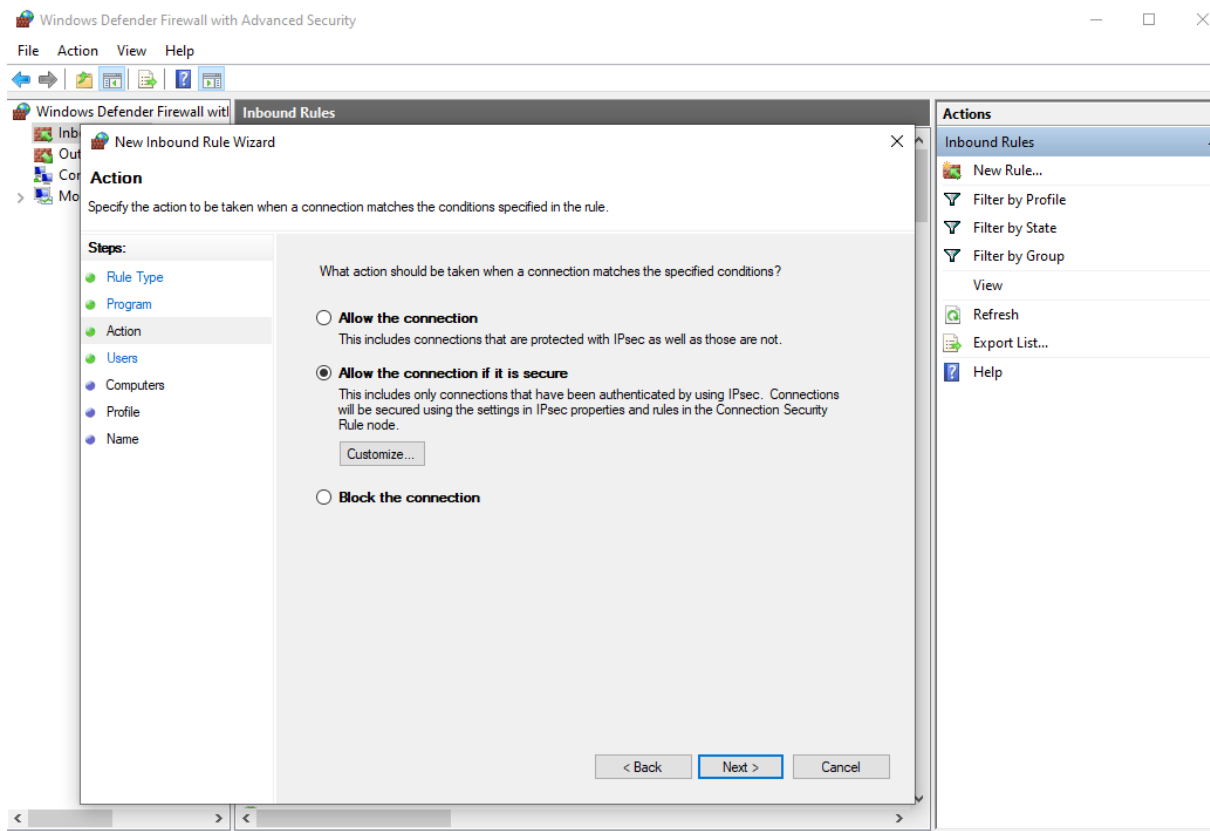 Windows Defender Firewall with Advanced Security
File Action View Help
Windows Defender Firewall witl
Inb
Out
Cor
Mo
Inbound Rules
New Inbound Rule Wizard
Action
Specify the action to be taken when a connection matches the conditions specified in the rule.
Steps:
Rule Type
Program
Action
Users
Computers
Profile
Name
What action should be taken when a connection matches the specified conditions?
Allow the connection
This includes connections that are protected with IPsec as well as those are not.
Allow the connection if it is secure
This includes only connections that have been authenticated by using IPsec. Connections
will be secured using the settings in IPsec properties and rules in the Connection Security
Rule node.
Customize...
Block the connection
< Back Next > Cancel
Actions
Inbound Rules
New Rule...
Filter by Profile
Filter by State
Filter by Group
View
Refresh
Export List...
Help